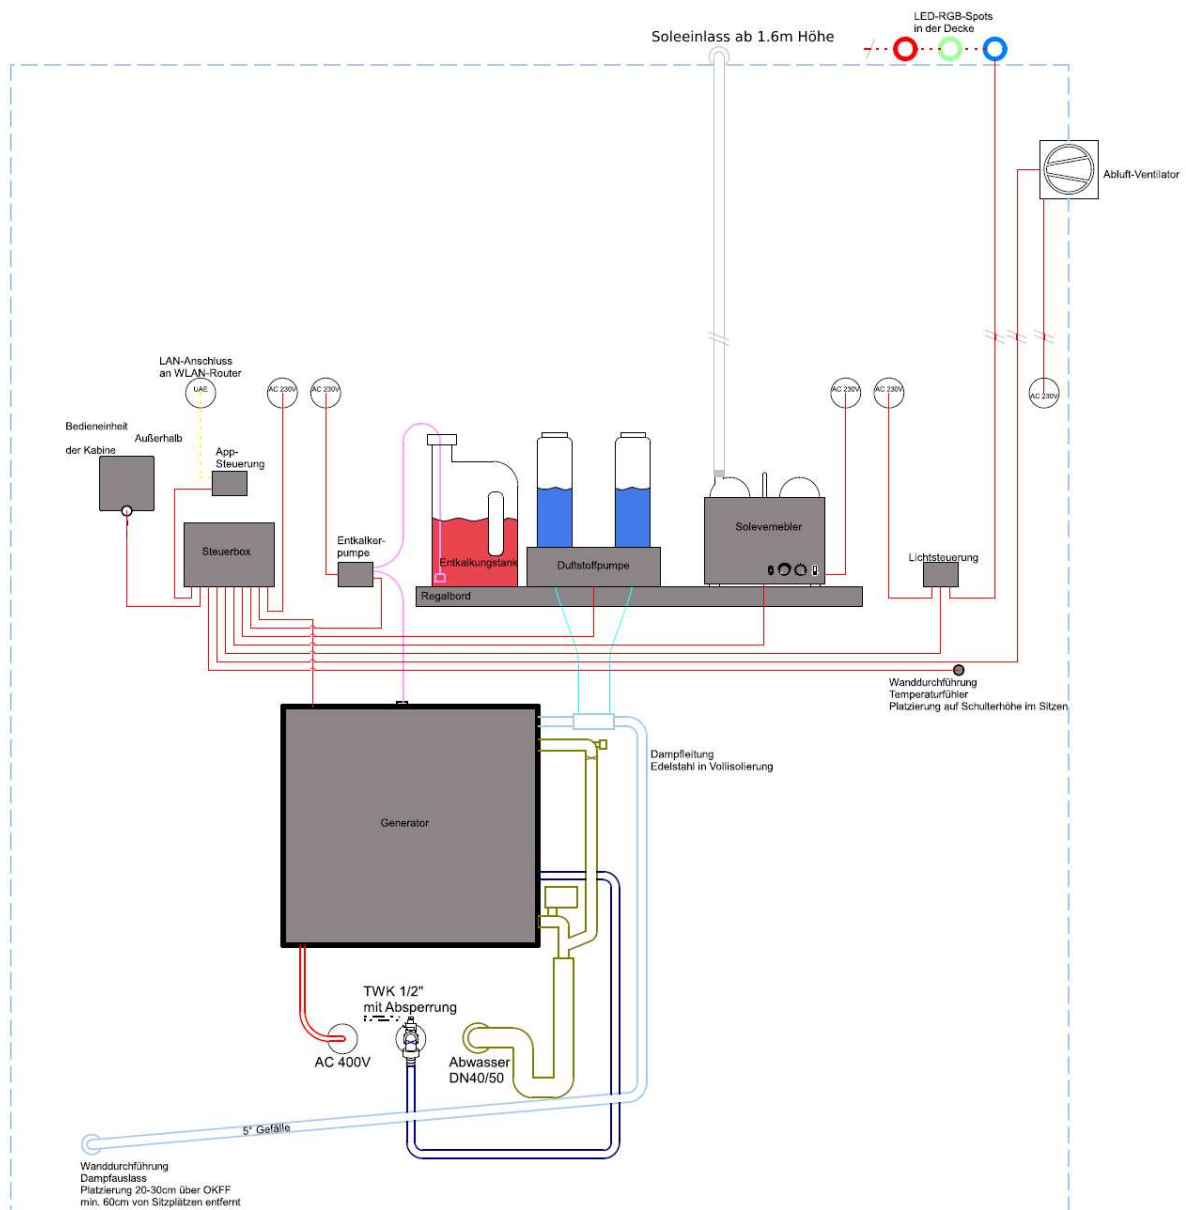 LED-RGB-Spots
in der Decke
Soleeinlass ab 1.6m Höhe
Abluft-Ventilator
LAN-Anschluss
an WLAN-Router
UAE
AC 230V
AC 230V
AC 230V
AC 230V
AC 230V
Bedieneinheit
Außerhalb
der Kabine
App-
Steuerung
Steuerbox
Entkalker-
pumpe
Entkalkungstank
Duftstoffpumpe
Solevernebler
Lichtsteuerung
Regalbord
Wanddurchführung
Temperaturfühler
Platzierung auf Schulterhöhe im Sitzen
Dampfleitung
Edelstahl in Vollisolierung
Generator
TWK 1/2"
mit Absperrung
AC 400V
Abwasser
DN40/50
5° Gefälle
Wanddurchführung
Dampfauslass
Platzierung 20-30cm über OKFF
min. 60cm von Sitzplätzen entfernt